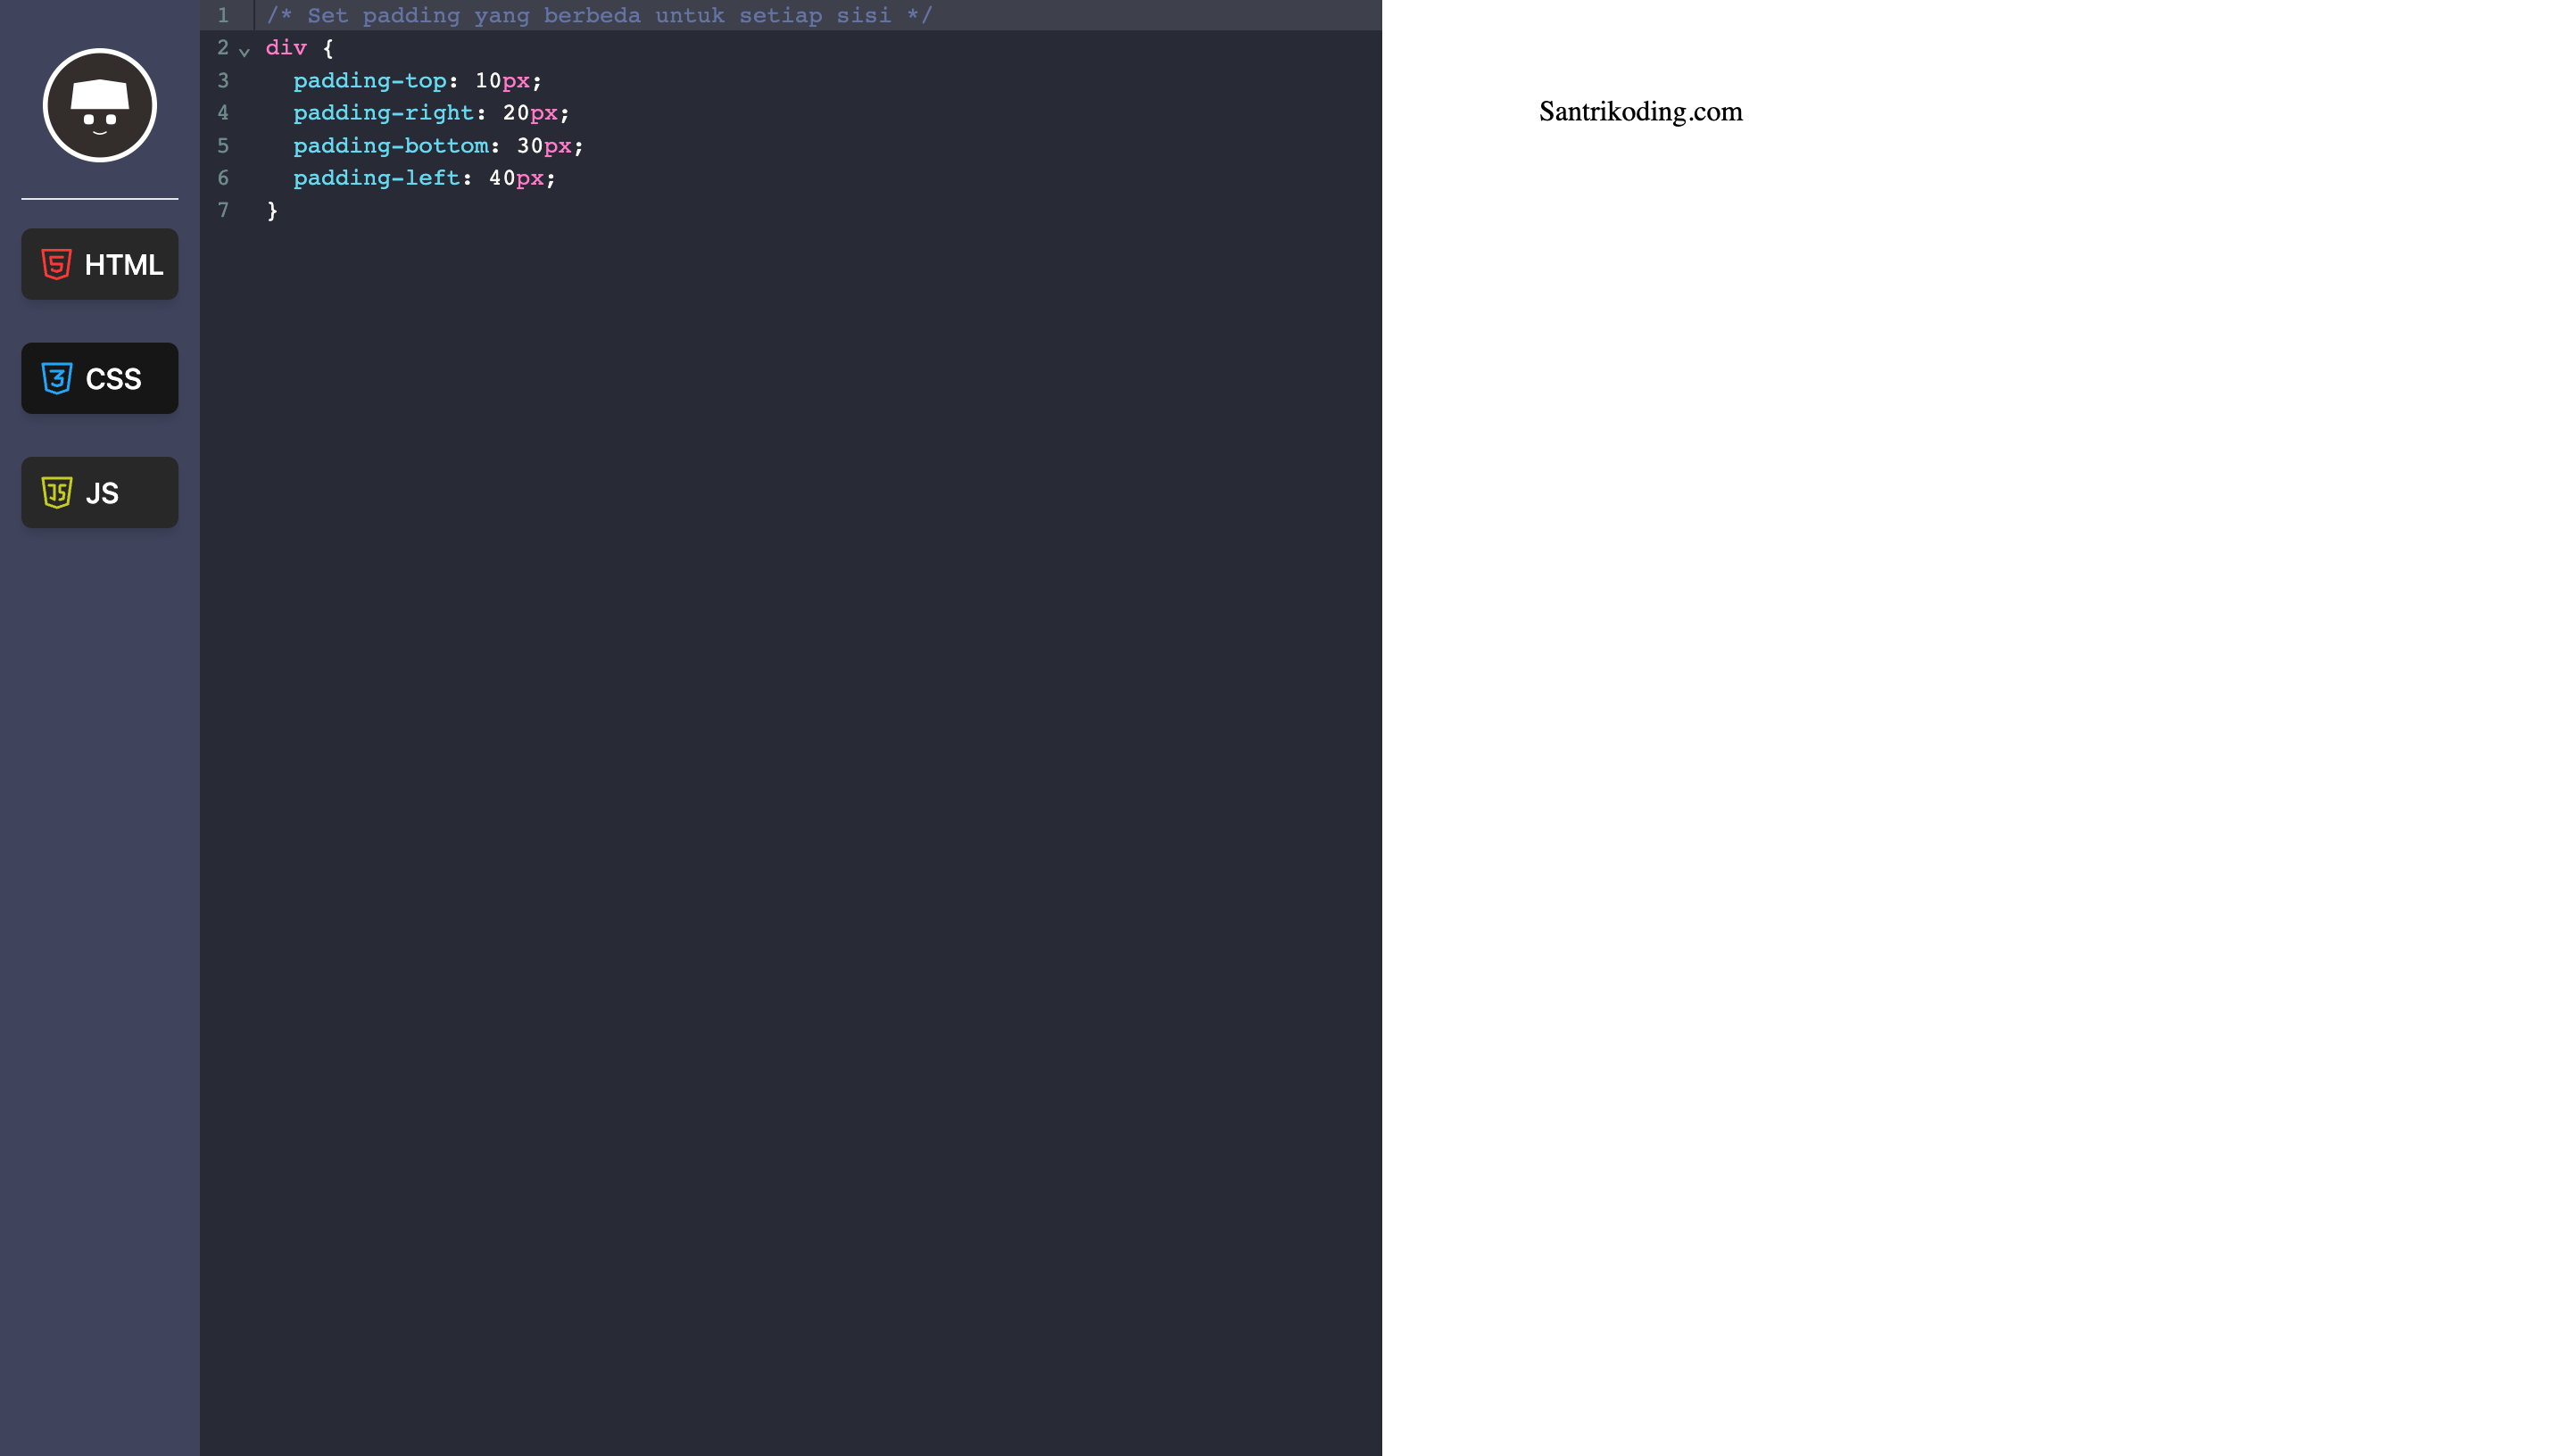 HTML
CSS
JS
1 /* Set padding yang berbeda untuk setiap sisi */
2 div {
3 padding-top: 10px;
4 padding-right: 20px;
5 padding-bottom: 30px;
6 padding-left: 40px;
7 }
Santrikoding.com